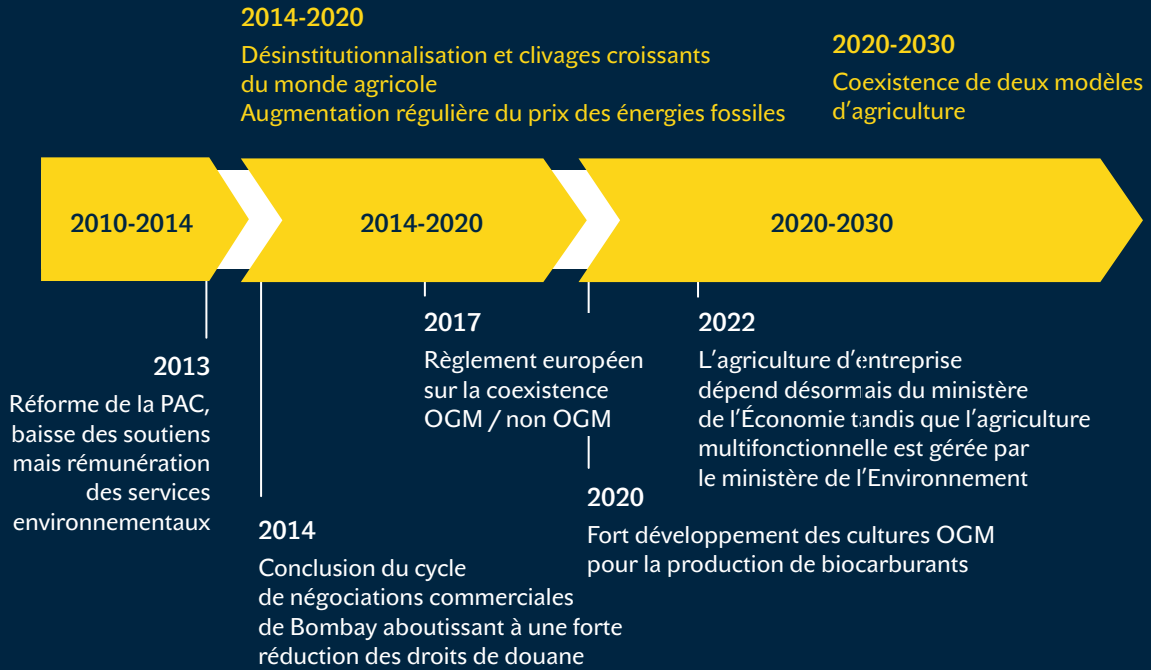 2014-2020
Désinstitutionnalisation et clivages croissants
du monde agricole
Augmentation régulière du prix des énergies fossiles
2020-2030
Coexistence de deux modèles
d'agriculture
2010-2014
2014-2020
2020-2030
2013
Réforme de la PAC,
baisse des soutiens
mais rémunération
des services
environnementaux
2014
Conclusion du cycle
de négociations commerciales
de Bombay aboutissant à une forte
réduction des droits de douane
2017
Règlement européen
sur la coexistence
OGM / non OGM
2020
Fort développement des cultures OGM
pour la production de biocarburants
2022
L'agriculture d'entreprise
dépend désormais du ministère
de l'Économie tandis que l'agriculture
multifonctionnelle est gérée par
le ministère de l'Environnement